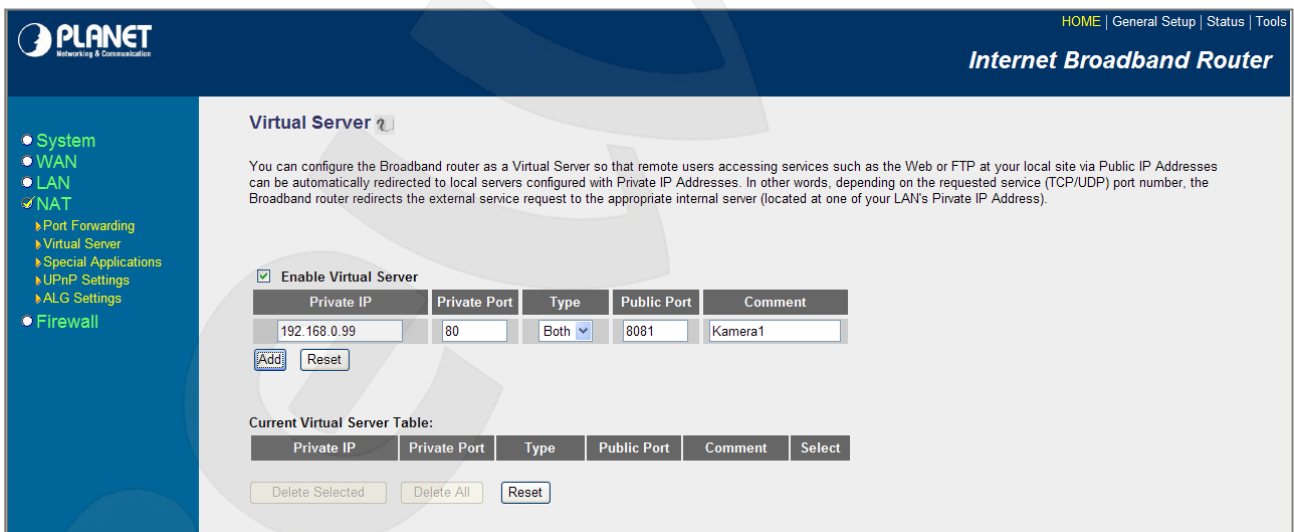 PLANET
Networking & Communication
HOME | General Setup | Status | Tools
Internet Broadband Router
System
WAN
LAN
NAT
Port Forwarding
Virtual Server
Special Applications
UPnP Settings
ALG Settings
Firewall
Virtual Server
You can configure the Broadband router as a Virtual Server so that remote users accessing services such as the Web or FTP at your local site via Public IP Addresses
can be automatically redirected to local servers configured with Private IP Addresses. In other words, depending on the requested service (TCP/UDP) port number, the
Broadband router redirects the external service request to the appropriate internal server (located at one of your LAN's Private IP Address).
Enable Virtual Server
Private IP Private Port Type Public Port Comment
192.168.0.99 80 Both 8081 Kamera1
Add Reset
Current Virtual Server Table:
Private IP Private Port Type Public Port Comment Select
Delete Selected Delete All Reset